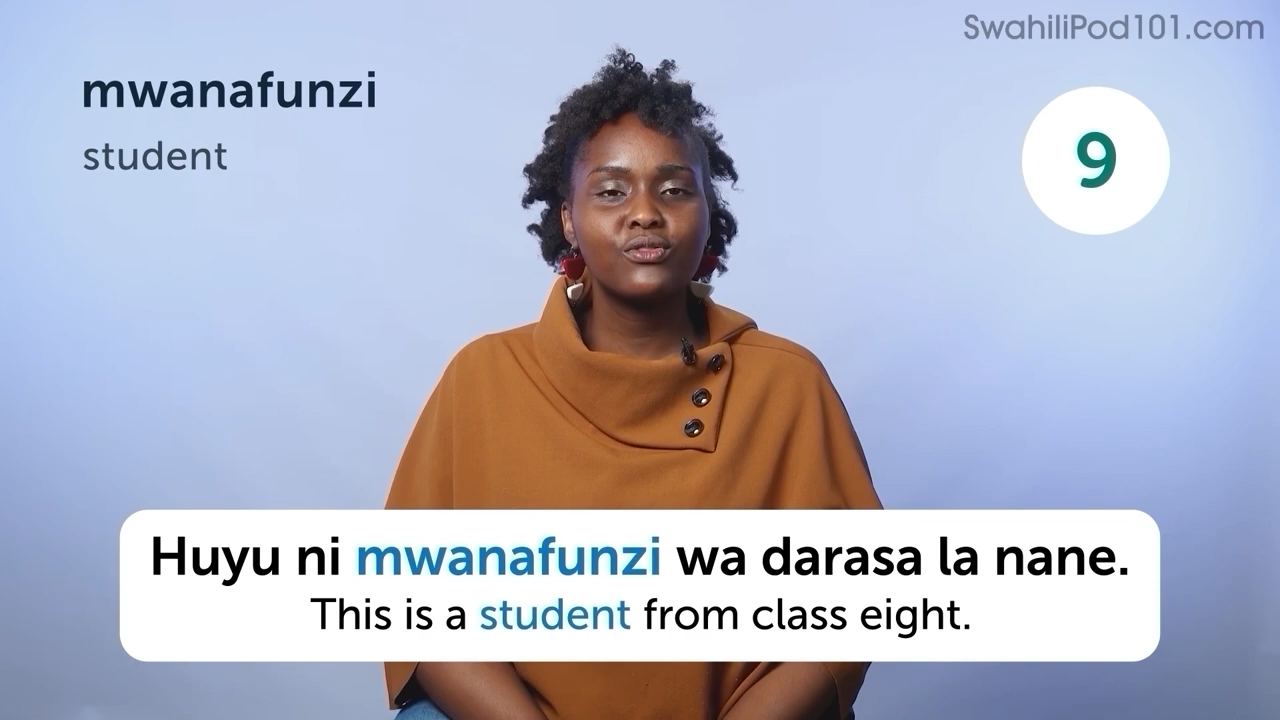 SwahiliPod101.com
mwanafunzi
student
9
Huyu ni mwanafunzi wa darasa la nane.
This is a student from class eight.